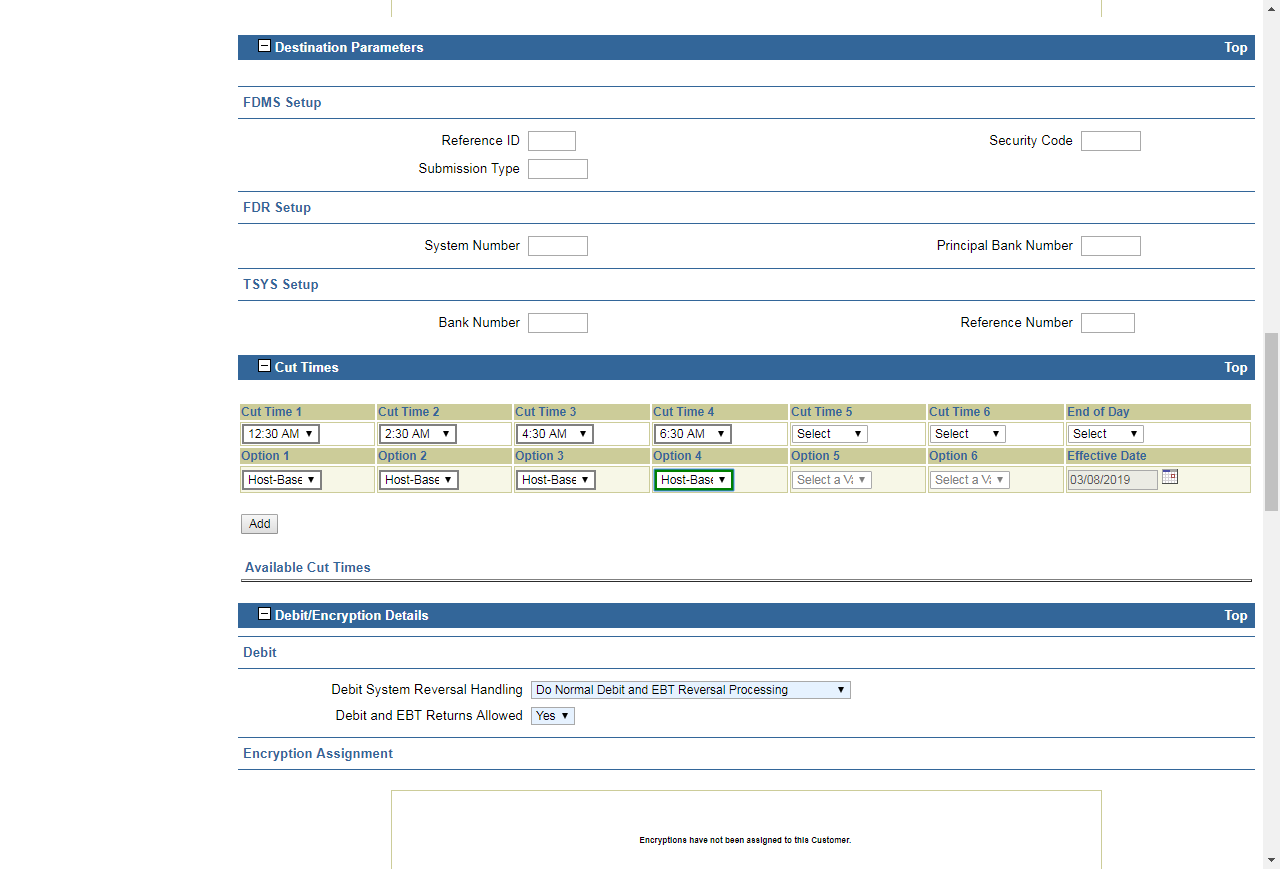 Destination Parameters Top
FDMS Setup
Reference ID Security Code
Submission Type
FDR Setup
System Number Principal Bank Number
TSYS Setup
Bank Number Reference Number
Cut Times Top
Cut Time 1 Cut Time 2 Cut Time 3 Cut Time 4 Cut Time 5 Cut Time 6 End of Day
12:30 AM 2:30 AM 4:30 AM 6:30 AM Select Select Select
Option 1 Option 2 Option 3 Option 4 Option 5 Option 6 Effective Date
Host-Base Host-Base Host-Base Host-Base Select a Va Select a Va 03/08/2019
Add
Available Cut Times
Debit/Encryption Details Top
Debit
Debit System Reversal Handling Do Normal Debit and EBT Reversal Processing
Debit and EBT Returns Allowed Yes
Encryption Assignment
Encryptions have not been assigned to this Customer.